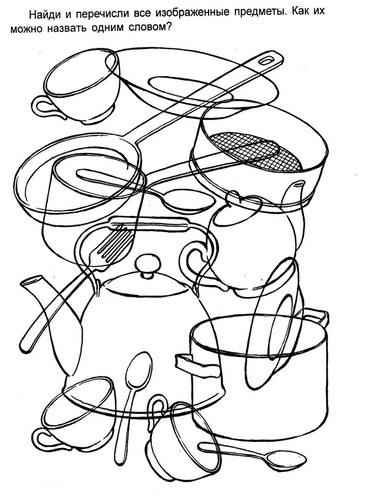 Найди и перечисли все изображенные предметы. Как их
можно назвать одним словом?